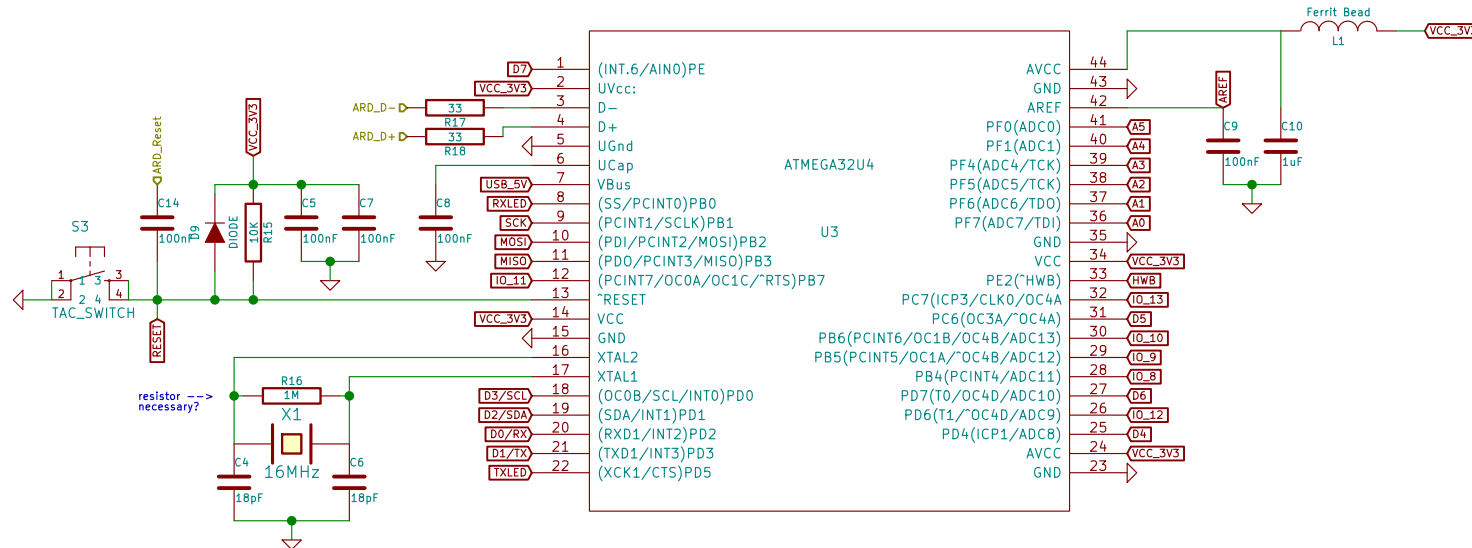 Ferrit Bead
L1
VCC_3V3
D7
1
(INT.6/AIN0)PE
VCC_3V3
2
UVcc:
ARD_D-
33
R17
3
D-
ARD_D+
33
R18
4
D+
5
UGnd
6
UCap
USB_5V
7
VBus
RXLED
8
(SS/PCINT0)PB0
SCK
9
(PCINT1/SCLK)PB1
MOSI
10
(PDI/PCINT2/MOSI)PB2
MISO
11
(PDO/PCINT3/MISO)PB3
IO_11
12
(PCINT7/OC0A/OC1C/^RTS)PB7
13
^RESET
VCC_3V3
14
VCC
15
GND
16
XTAL2
17
XTAL1
D3/SCL
18
(OC0B/SCL/INT0)PD0
D2/SDA
19
(SDA/INT1)PD1
D0/RX
20
(RXD1/INT2)PD2
D1/TX
21
(TXD1/INT3)PD3
TXLED
22
(XCK1/CTS)PD5
ATMEGA32U4
U3
AVCC
44
GND
43
AREF
42
PF0(ADC0)
41
A5
PF1(ADC1)
40
A4
PF4(ADC4/TCK)
39
A3
PF5(ADC5/TCK)
38
A2
PF6(ADC6/TDO)
37
A1
PF7(ADC7/TDI)
36
A0
GND
35
VCC
34
VCC_3V3
PE2(^HWB)
33
HWB
PC7(ICP3/CLK0/OC4A
32
IO_13
PC6(OC3A/^OC4A)
31
D5
PB6(PCINT6/OC1B/OC4B/ADC13)
30
IO_10
PB5(PCINT5/OC1A/^OC4B/ADC12)
29
IO_9
PB4(PCINT4/ADC11)
28
IO_8
PD7(T0/OC4D/ADC10)
27
D6
PD6(T1/^OC4D/ADC9)
26
IO_12
PD4(ICP1/ADC8)
25
D4
AVCC
24
VCC_3V3
GND
23
AREF
C9
100nF
C10
1uF
ARD_Reset
VCC_3V3
C14
100nF
D9
DIODE
10K
R15
C5
100nF
C7
100nF
C8
100nF
S3
1
1 3
3
2
2 4
4
TAC_SWITCH
RESET
resistor -->
necessary?
R16
1M
X1
16MHz
C4
18pF
C6
18pF